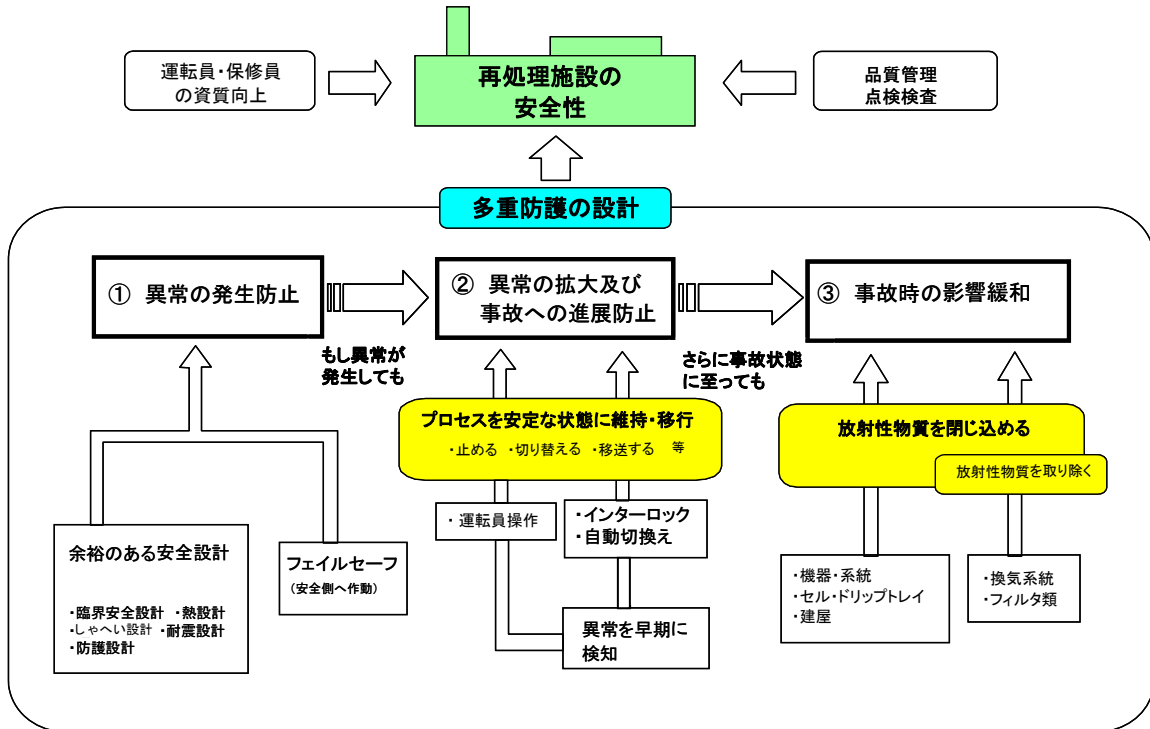 運転員・保修員
の資質向上
再処理施設の
安全性
品質管理
点検検査
多重防護の設計
① 異常の発生防止
② 異常の拡大及び
事故への進展防止
③ 事故時の影響緩和
もし異常が
発生しても
さらに事故状態
に至っても
プロセスを安定な状態に維持・移行
・止める ・切り替える ・移送する 等
放射性物質を閉じ込める
放射性物質を取り除く
・運転員操作
・インターロック
・自動切換え
余裕のある安全設計
・臨界安全設計 ・熱設計
・しゃへい設計 ・耐震設計
・防護設計
フェイルセーフ
(安全側へ作動)
異常を早期に
検知
・機器・系統
・セル・ドリップトレイ
・建屋
・換気系統
・フィルタ類